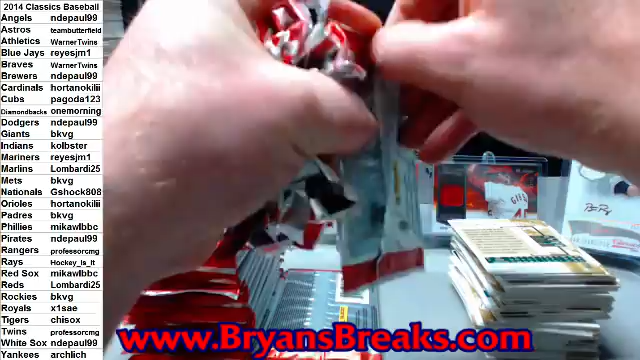 2014 Classics Baseball
Angels ndepaul99
Astros teambutterfield
Athletics WarnerTwins
Blue Jays reyesjm1
Braves WarnerTwins
Brewers ndepaul99
Cardinals hortanokilii
Cubs pagoda123
Diamondbacks onemorning
Dodgers ndepaul99
Giants bkvg
Indians kolbster
Mariners reyesjm1
Marlins Lombardi25
Mets bkvg
Nationals Gshock808
Orioles hortanokilii
Padres bkvg
Phillies mikawlbbc
Pirates ndepaul99
Rangers professorcmg
Rays Hockey_Is_It
Red Sox mikawlbbc
Reds Lombardi25
Rockies bkvg
Royals x1sae
Tigers chisox
Twins professorcmg
White Sox ndepaul99
Yankees archlich
www.BryansBreaks.com